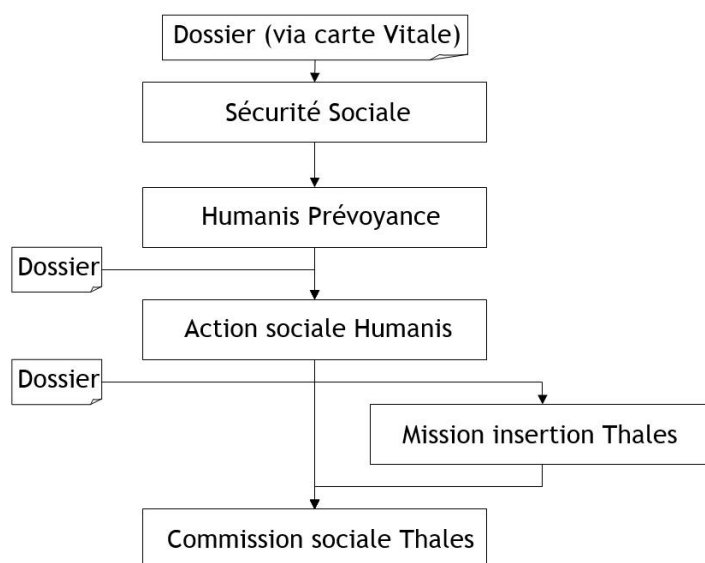 Dossier (via carte Vitale)
Sécurité Sociale
Humanis Prévoyance
Dossier
Action sociale Humanis
Dossier
Mission insertion Thales
Commission sociale Thales